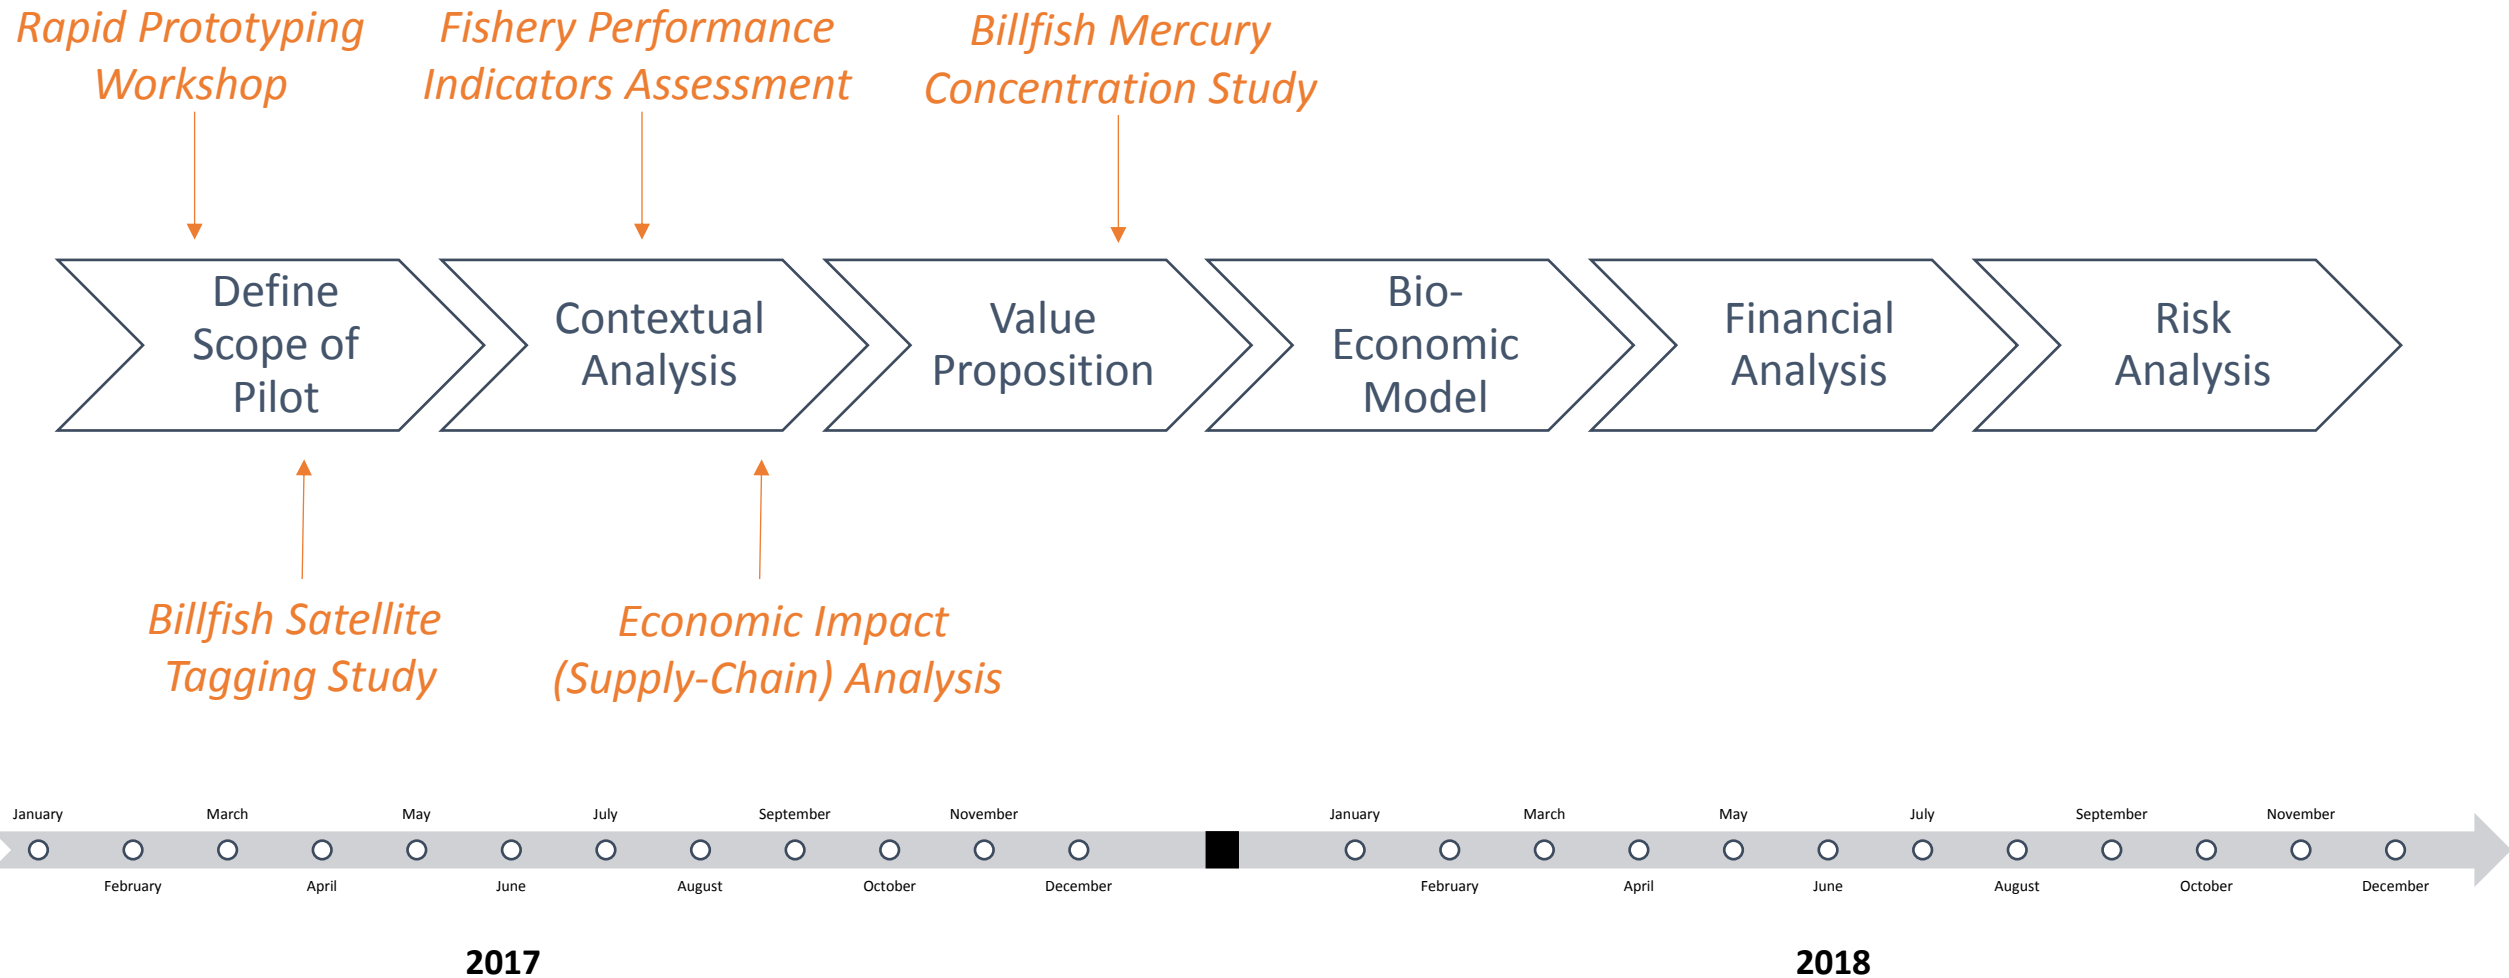 Rapid Prototyping
Workshop
Fishery Performance
Indicators Assessment
Billfish Mercury
Concentration Study
Define
Scope of
Pilot
Contextual
Analysis
Value
Proposition
Bio-
Economic
Model
Financial
Analysis
Risk
Analysis
Billfish Satellite
Tagging Study
Economic Impact
(Supply-Chain) Analysis
January
March
May
July
September
November
January
March
May
July
September
November
February
April
June
August
October
December
February
April
June
August
October
December
2017
2018